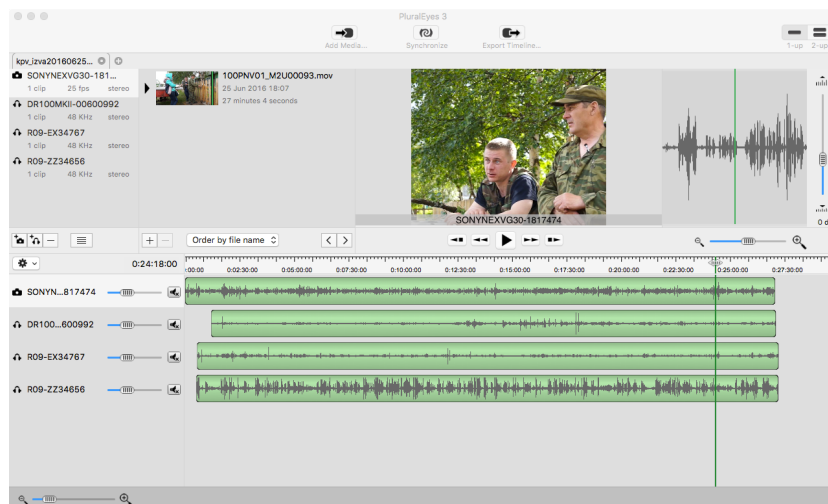 PluralEyes 3
Add Media...
Synchronize
Export Timeline...
1-up
2-up
kpv_izva20160625...
SONYNEXVG30-181...
1 clip 25 fps stereo
DR100MKII-00600992
1 clip 48 KHz stereo
R09-EX34767
1 clip 48 KHz stereo
R09-ZZ34656
1 clip 48 KHz stereo
100PNV01_M2U00093.mov
25 Jun 2016 18:07
27 minutes 4 seconds
SONYNEXVG30-1817474
0 d
Order by file name
0:24:18:00
:00:00 0:02:30:00 0:05:00:00 0:07:30:00 0:10:00:00 0:12:30:00 0:15:00:00 0:17:30:00 0:20:00:00 0:22:30:00 0:25:00:00 0:27:30:00
SONYN...817474
DR100...600992
R09-EX34767
R09-ZZ34656